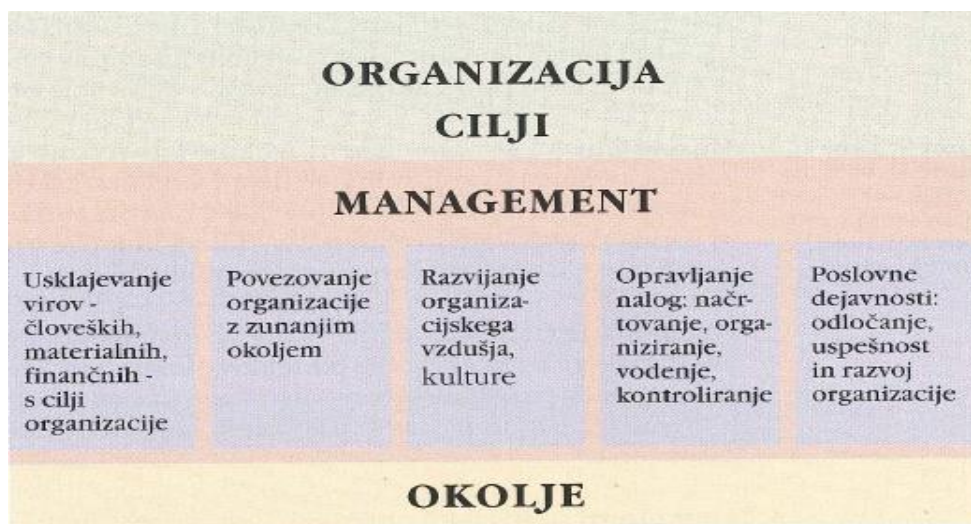 ORGANIZACIJA
CILJI
MANAGEMENT
Usklajevanje
virov -
človeških,
materialnih,
finančnih -
s cilji
organizacije
Povezovanje
organizacije
z zunanjim
okoljem
Razvijanje
organiza-
cijskega
vzdušja,
kulture
Opravljanje
nalog: načr-
tovanje, orga-
niziranje,
vodenje,
kontroliranje
Poslovne
dejavnosti:
odločanje,
uspešnost
in razvoj
organizacije
OKOLJE